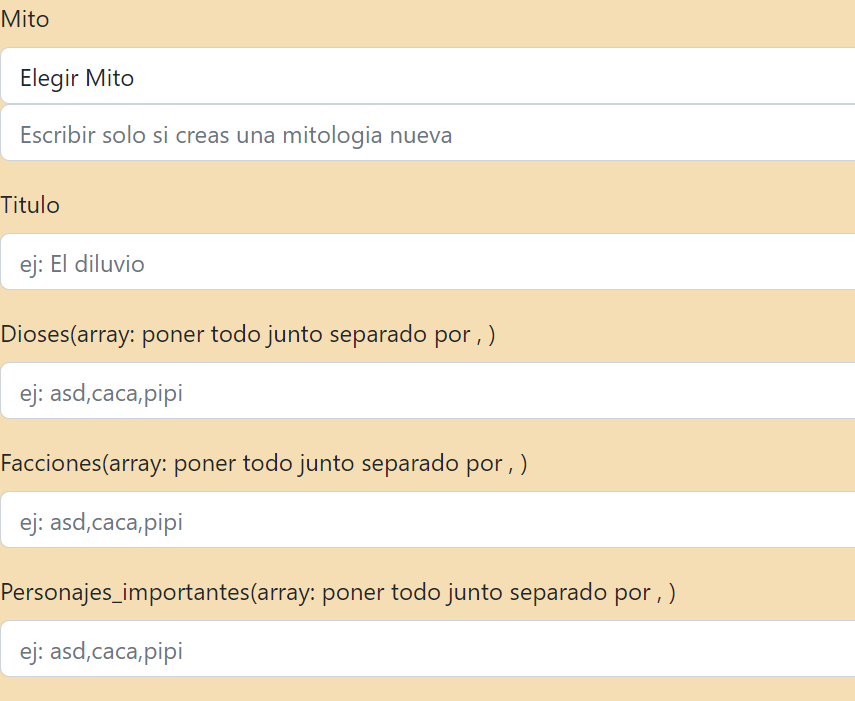 Mito
Elegir Mito
Escribir solo si creas una mitologia nueva
Titulo
ej: El diluvio
Dioses(array: poner todo junto separado por , )
ej: asd,caca,pipi
Facciones(array: poner todo junto separado por , )
ej: asd,caca,pipi
Personajes_importantes(array: poner todo junto separado por , )
ej: asd,caca,pipi